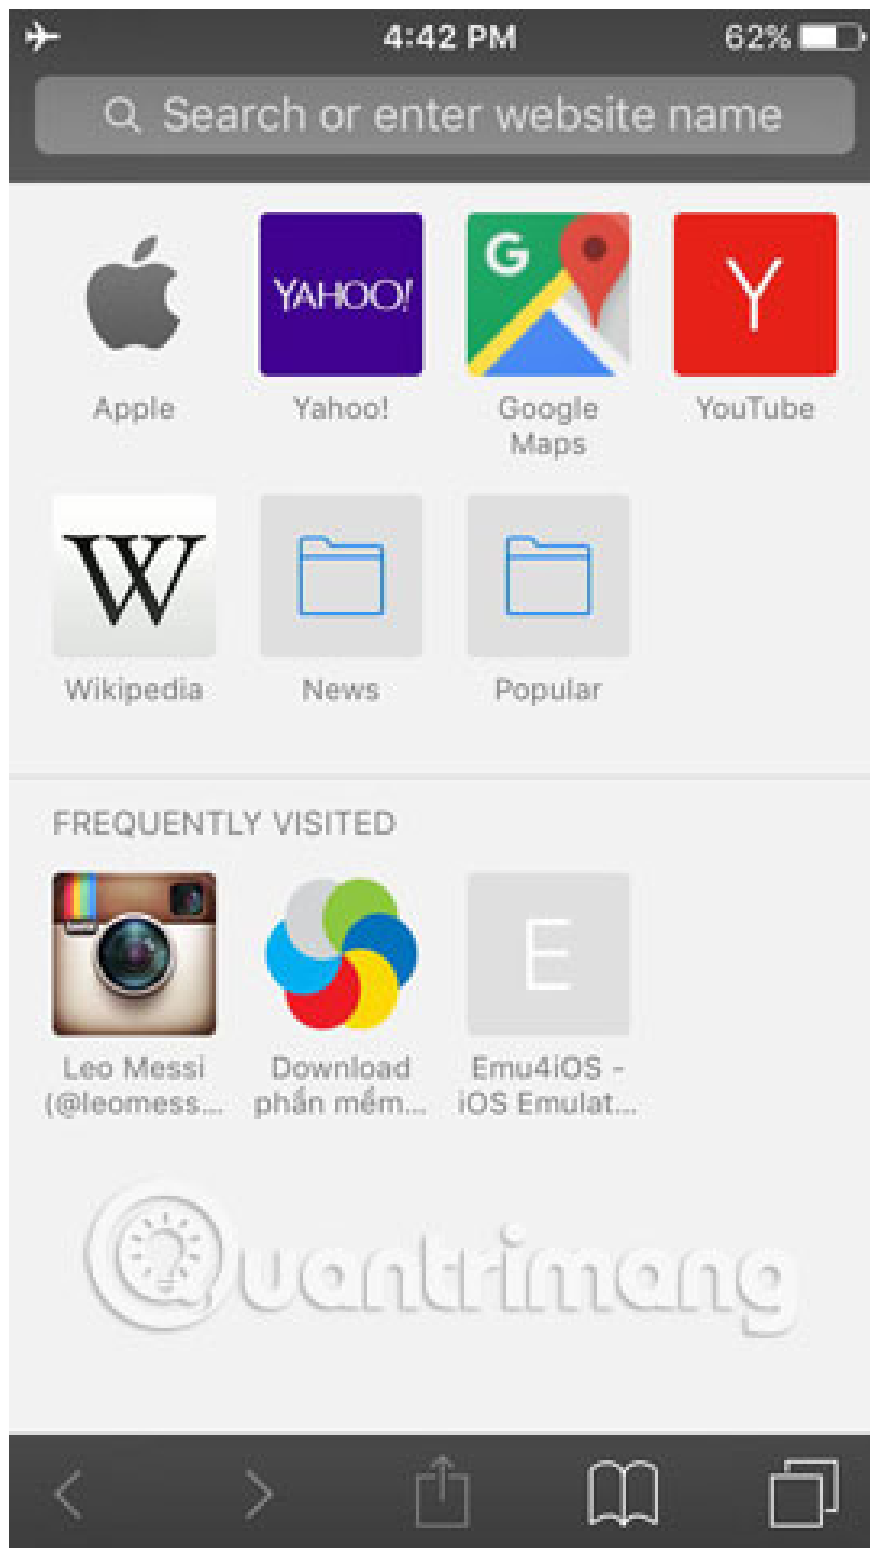 4:42 PM 62%
Search or enter website name
YAHOO! G Y
Apple Yahoo! Google Maps YouTube
W
Wikipedia News Popular
FREQUENTLY VISITED
E
Leo Messi Download Emu4iOS -
(@leomess... phần mềm... iOS Emulat...
Quantrimang